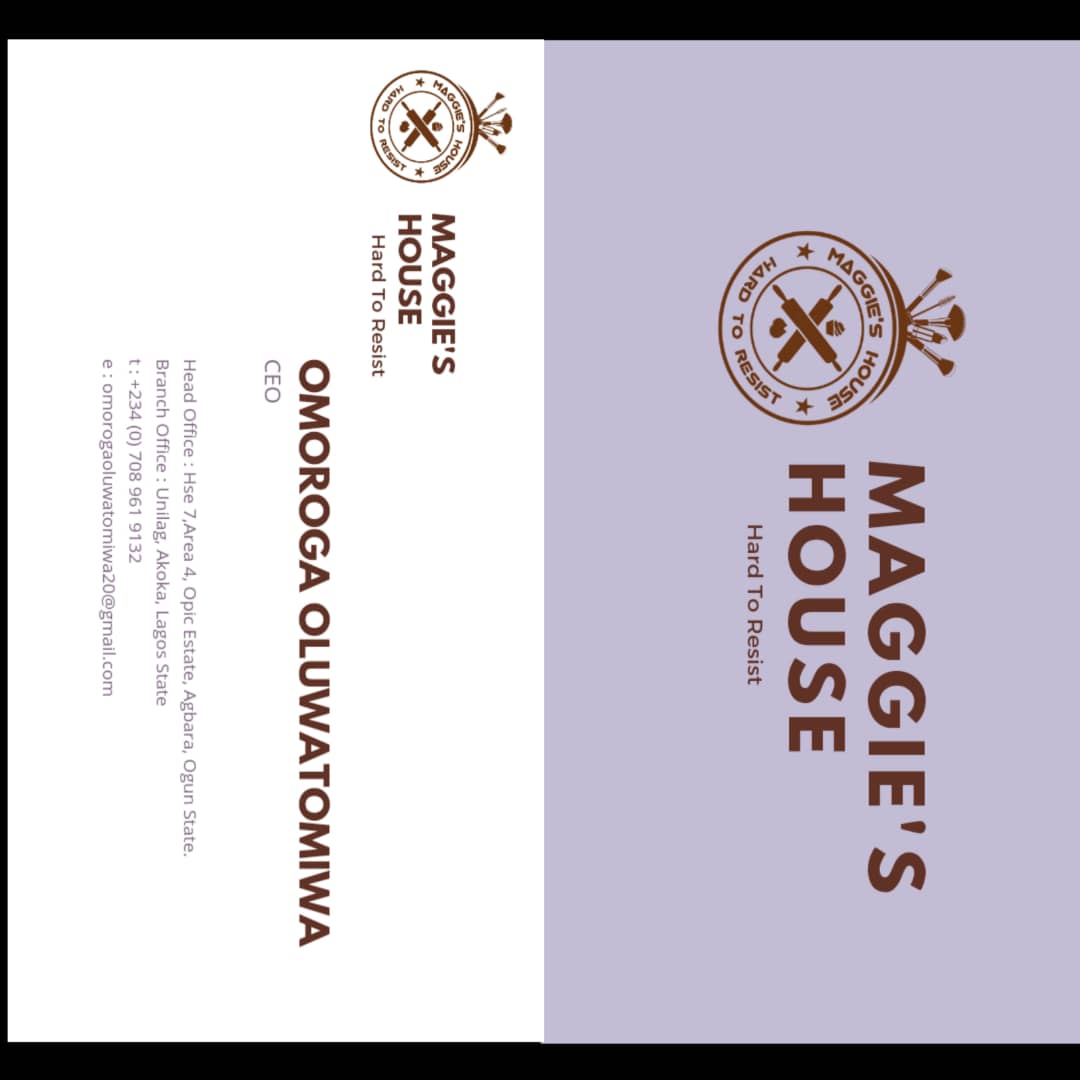 MAGGIE'S HOUSE
HARD TO RESIST
MAGGIE'S
HOUSE
Hard To Resist
OMOROGA OLUWATOMIWA
CEO
Head Office : Hse 7,Area 4, Opic Estate, Agbara, Ogun State.
Branch Office : Unilag, Akoka, Lagos State
t : +234 (0) 708 961 9132
e : omorogaoluwatomiwa20@gmail.com
MAGGIE'S HOUSE
HARD TO RESIST
MAGGIE'S
HOUSE
Hard To Resist